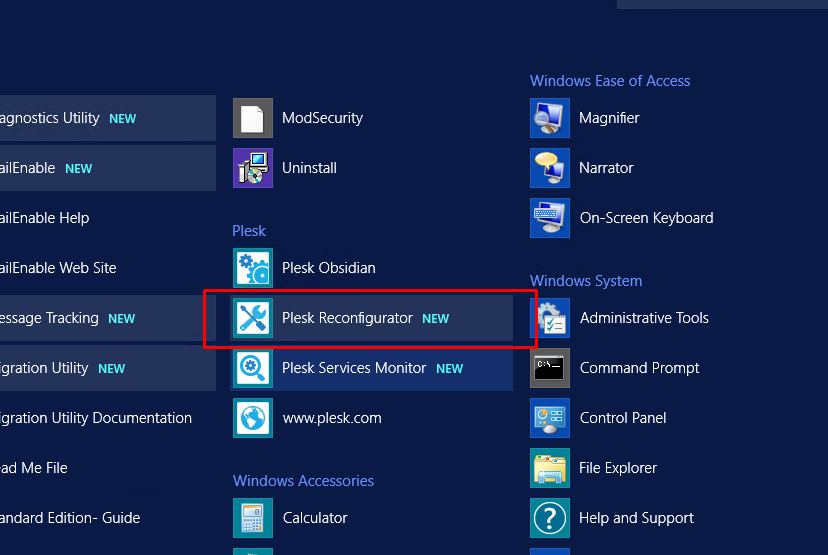 agnostics Utility NEW
ailEnable NEW
ailEnable Help
ailEnable Web Site
essage Tracking NEW
igration Utility NEW
igration Utility Documentation
ad Me File
andard Edition- Guide
ModSecurity
Uninstall
Plesk
Plesk Obsidian
Plesk Reconfigurator NEW
Plesk Services Monitor NEW
www.plesk.com
Windows Accessories
Calculator
Windows Ease of Access
Magnifier
Narrator
On-Screen Keyboard
Windows System
Administrative Tools
C:\_
Command Prompt
Control Panel
File Explorer
Help and Support